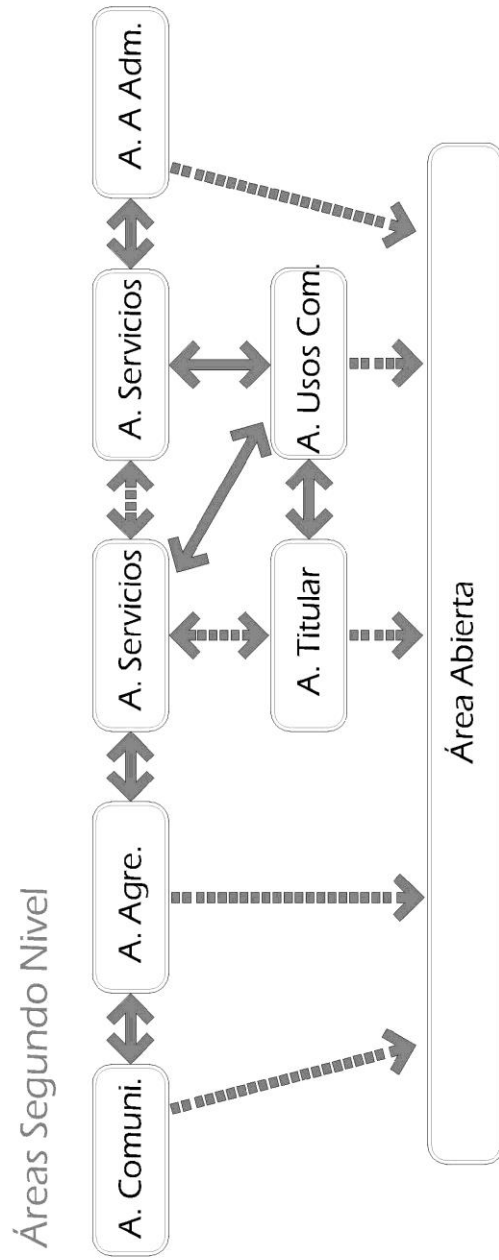 Áreas Segundo Nivel
A. Comuni.
A. Agre.
A. Servicios
A. Servicios
A. A Adm.
A. Titular
A. Usos Com.
Área Abierta